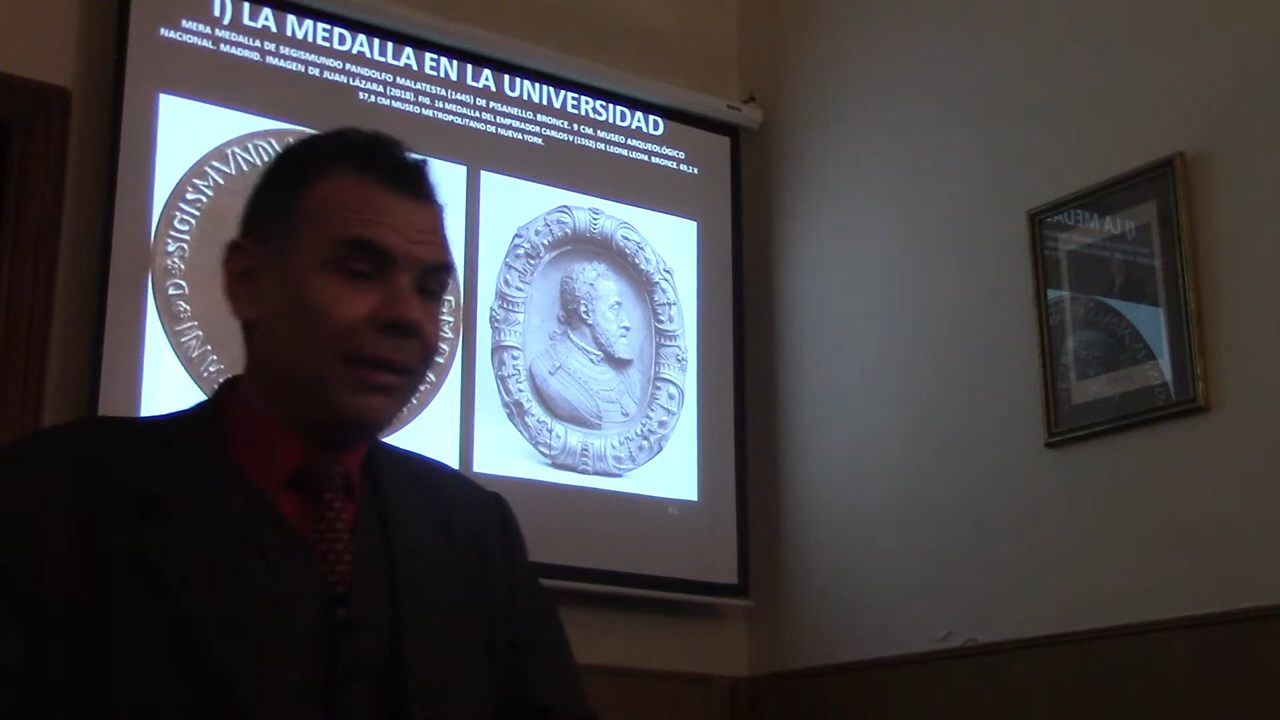 I) LA MEDALLA EN LA UNIVERSIDAD
MERA MEDALLA DE SEGISMUNDO PANDOLFO MALATESTA (1445) DE PISANELLO. BRONCE. 9 CM. MUSEO ARQUEOLÓGICO
NACIONAL. MADRID. IMAGEN DE JUAN LÁZARA (2018). FIG. 16 MEDALLA DEL EMPERADOR CARLOS V (1552) DE LEONE LEONI. BRONCE. 69,2 X
57,8 CM MUSEO METROPOLITANO DE NUEVA YORK.
D SIGISMVNDV
I) LA MEDA